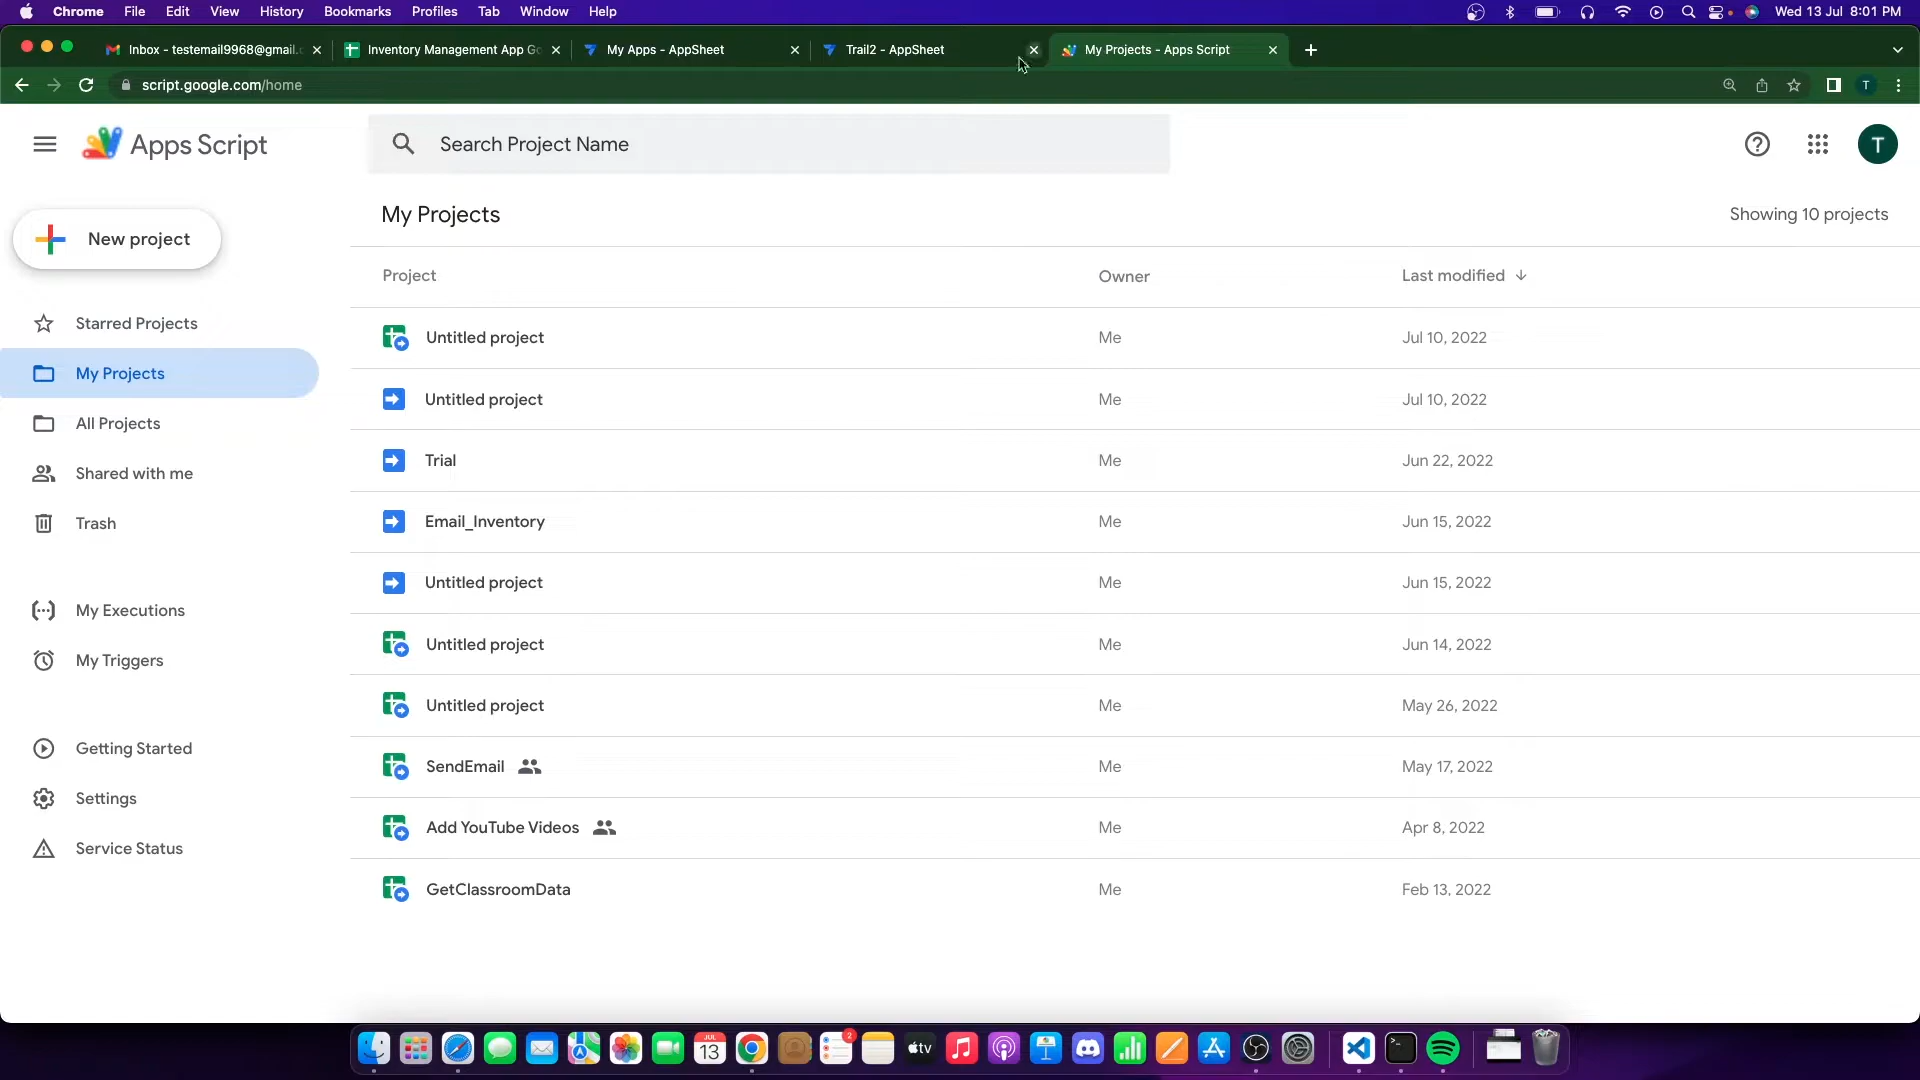 Chrome File Edit View History Bookmarks Profiles Tab Window Help Wed 13 Jul 8:01 PM
Inbox - testemail9968@gmail. Inventory Management App Go My Apps - AppSheet Trail2 - AppSheet My Projects - Apps Script
script.google.com/home T
Apps Script Search Project Name T
My Projects Showing 10 projects
New project
Project Owner Last modified
Starred Projects
My Projects
All Projects
Shared with me
Trash
My Executions
My Triggers
Getting Started
Settings
Service Status
Untitled project Me Jul 10, 2022
Untitled project Me Jul 10, 2022
Trial Me Jun 22, 2022
Email_Inventory Me Jun 15, 2022
Untitled project Me Jun 15, 2022
Untitled project Me Jun 14, 2022
Untitled project Me May 26, 2022
SendEmail Me May 17, 2022
Add YouTube Videos Me Apr 8, 2022
GetClassroomData Me Feb 13, 2022
JUL
13
2
tv